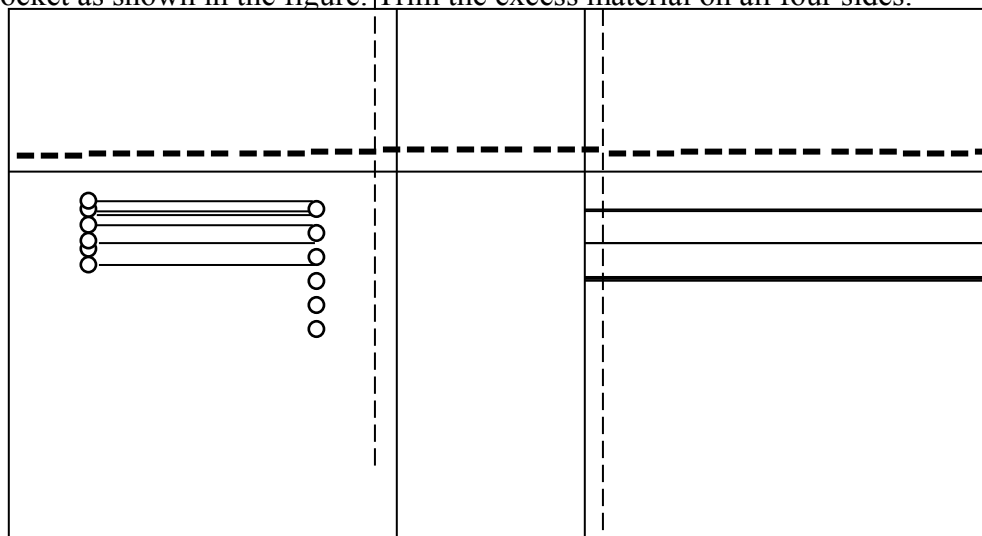 ocket as shown in the figure. Trim the excess material on all four sides.